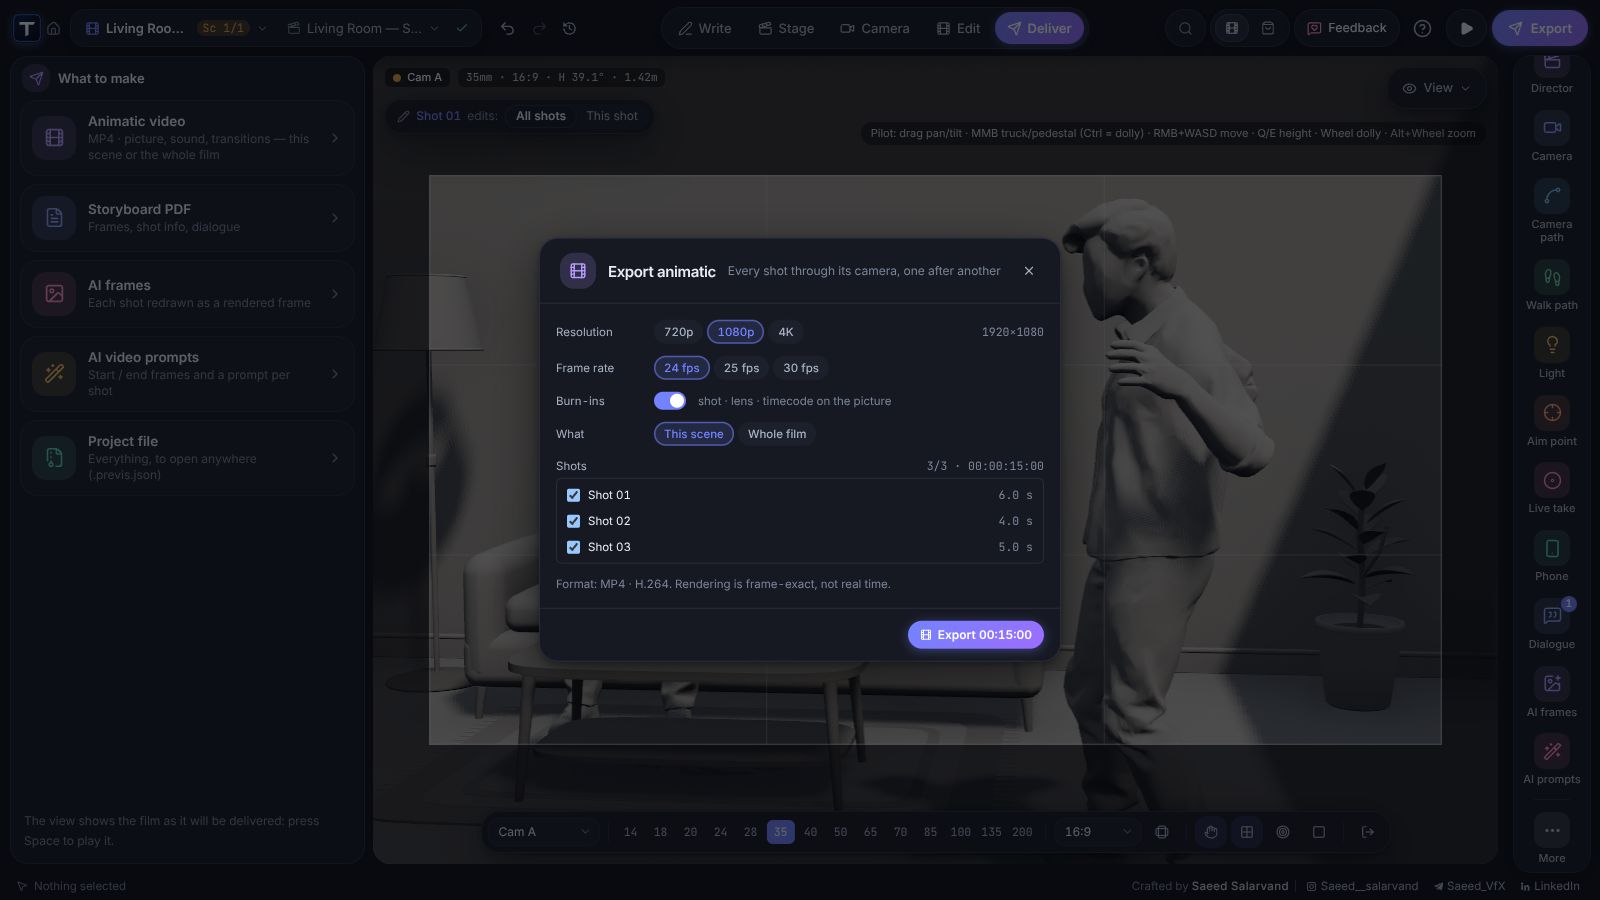 T
Living Roo...
Sc 1/1
Living Room — S...
Write
Stage
Camera
Edit
Deliver
Feedback
Export
What to make
Animatic video
MP4 · picture, sound, transitions — this
scene or the whole film
Storyboard PDF
Frames, shot info, dialogue
AI frames
Each shot redrawn as a rendered frame
AI video prompts
Start / end frames and a prompt per
shot
Project file
Everything, to open anywhere
(.previs.json)
The view shows the film as it will be delivered: press
Space to play it.
Cam A
35mm · 16:9 · H 39.1° · 1.42m
Shot 01 edits:
All shots
This shot
View
Pilot: drag pan/tilt · MMB truck/pedestal (Ctrl = dolly) · RMB+WASD move · Q/E height · Wheel dolly · Alt+Wheel zoom
Export animatic
Every shot through its camera, one after another
Resolution
720p
1080p
4K
1920×1080
Frame rate
24 fps
25 fps
30 fps
Burn-ins
shot · lens · timecode on the picture
What
This scene
Whole film
Shots
3/3 · 00:00:15:00
Shot 01
6.0 s
Shot 02
4.0 s
Shot 03
5.0 s
Format: MP4 · H.264. Rendering is frame-exact, not real time.
Export 00:15:00
Cam A
14 18 20 24 28 35 40 50 65 70 85 100 135 200
16:9
Director
Camera
Camera
path
Walk path
Light
Aim point
Live take
Phone
1
Dialogue
AI frames
AI prompts
More
Nothing selected
Crafted by Saeed Salarvand
Saeed__salarvand
Saeed_VfX
LinkedIn